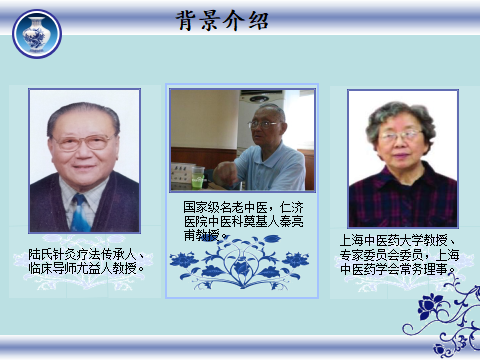 背景介绍
陆氏针灸疗法传承人、
临床导师尤益人教授。
国家级名老中医，仁济
医院中医科奠基人秦亮
甫教授。
上海中医药大学教授、
专家委员会委员，上海
中医药学会常务理事。